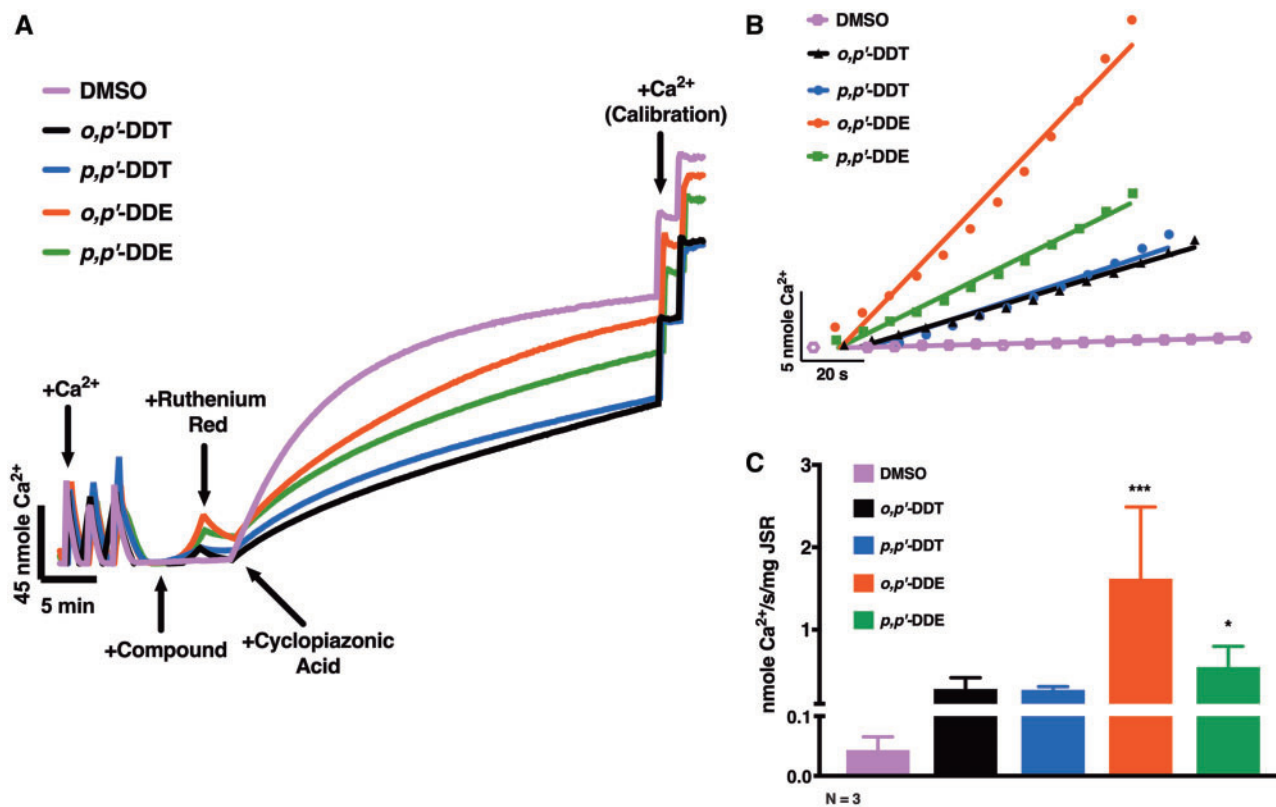 A
DMSO
o,p'-DDT
p,p'-DDT
o,p'-DDE
p,p'-DDE
+Ca²⁺
(Calibration)
+Ca²⁺
+Ruthenium
Red
45 nmole Ca²⁺
5 min
+Compound
+Cyclopiazonic
Acid
B
DMSO
o,p'-DDT
p,p'-DDT
o,p'-DDE
p,p'-DDE
5 nmole Ca²⁺
20 s
C
DMSO
o,p'-DDT
p,p'-DDT
o,p'-DDE
p,p'-DDE
nmole Ca²⁺/s/mg JSR
3
2
1
0.1
0.0
***
*
N = 3